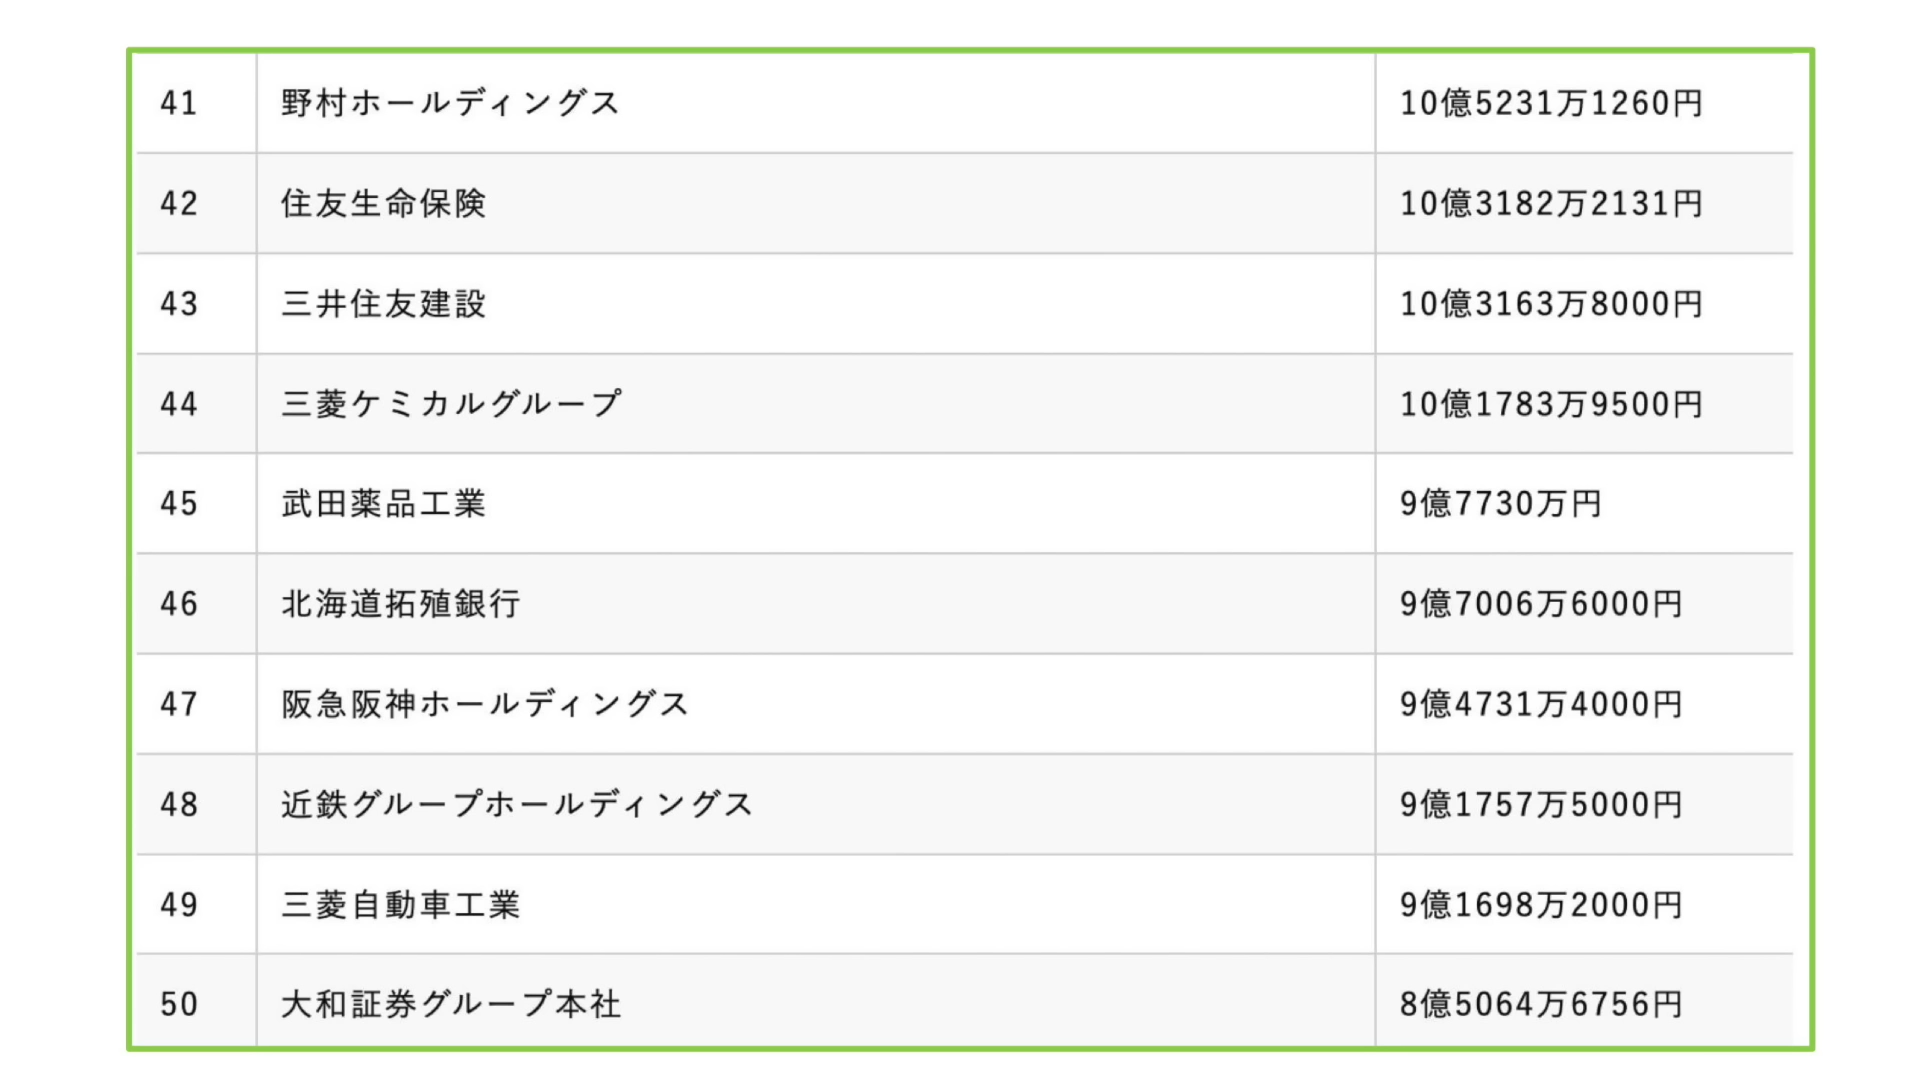 41 野村ホールディングス 10億5231万1260円
42 住友生命保険 10億3182万2131円
43 三井住友建設 10億3163万8000円
44 三菱ケミカルグループ 10億1783万9500円
45 武田薬品工業 9億7730万円
46 北海道拓殖銀行 9億7006万6000円
47 阪急阪神ホールディングス 9億4731万4000円
48 近鉄グループホールディングス 9億1757万5000円
49 三菱自動車工業 9億1698万2000円
50 大和証券グループ本社 8億5064万6756円